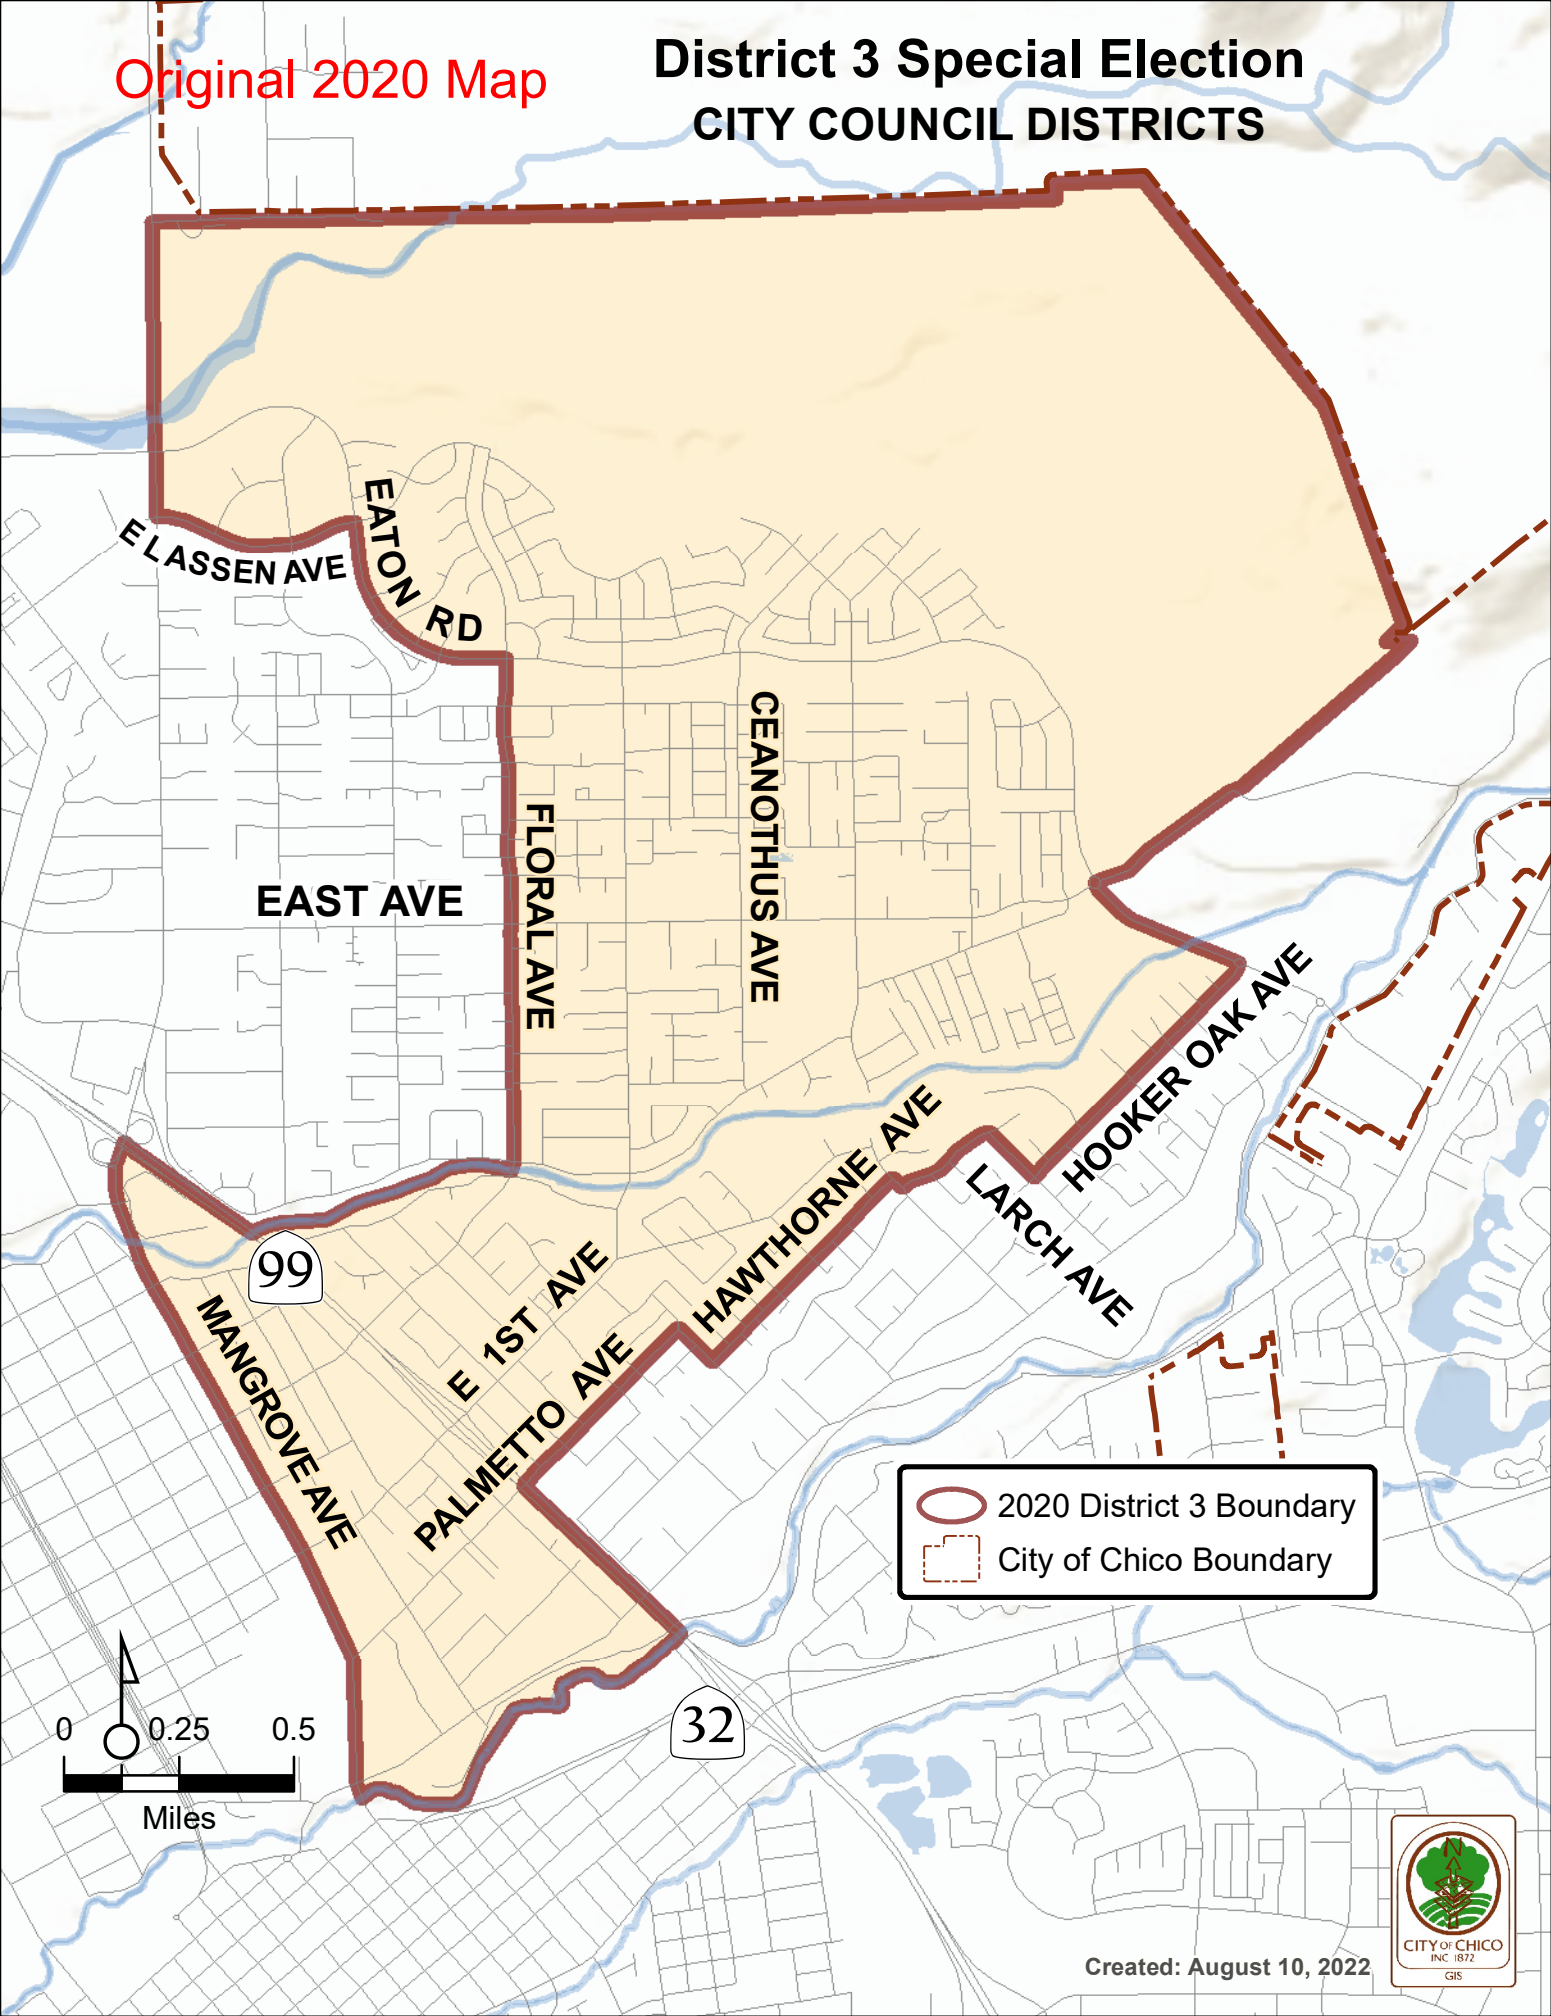 Original 2020 Map
District 3 Special Election
CITY COUNCIL DISTRICTS
E LASSEN AVE
EATON RD
CEANOTHUS AVE
FLORAL AVE
EAST AVE
HOOKER OAK AVE
LARCH AVE
HAWTHORNE AVE
99
E 1ST AVE
MANGROVE AVE
PALMETTO AVE
2020 District 3 Boundary
City of Chico Boundary
32
0 0.25 0.5
Miles
N
CITY OF CHICO
INC 1872
GIS
Created: August 10, 2022